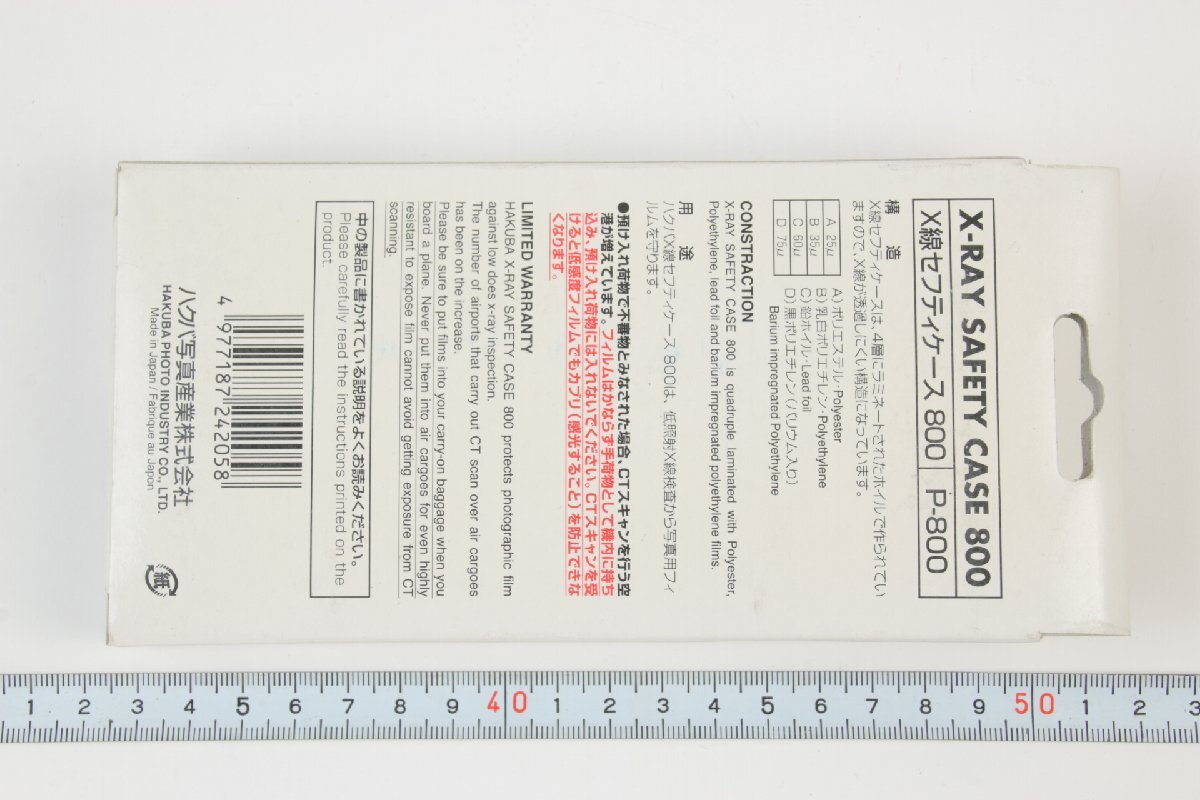 X-RAY SAFETY CASE 800
X線セフティケース 800 P-800
構 造
X線セフティケースは、4層にラミネートされたホイルで作られてい
ますので、X線が透過しにくい構造になっています。
A 25μ
B 35μ
C 60μ
D 75μ
A)ポリエステル・Polyester
B)乳白ポリエチレン・Polyethylene
C)鉛ホイル・Lead foil
D)黒ポリエチレン(バリウム入り)
Barium impregnated Polyethylene
CONSTRACTION
X-RAY SAFETY CASE 800 is quadruple laminated with Polyester,
Polyethylene, lead foil and barium impregnated polyethylene films.
用 途
ハクバX線セフティケース 800は、低照射X線検査から写真用フィ
ルムを守ります。
●預け入れ荷物で不審物とみなされた場合、CTスキャンを行う空
港が増えています。フィルムはかならず手荷物として機内に持ち
込み、預け入れ荷物には入れないでください。CTスキャンを受
けると低感度フィルムでもカブリ(感光すること)を防止できな
くなります。
LIMITED WARRANTY
HAKUBA X-RAY SAFETY CASE 800 protects photographic film
against low does x-ray inspection.
The number of airports that carry out CT scan over air cargoes
has been on the increase.
Please be sure to put films into your carry-on baggage when you
board a plane. Never put them into air cargoes for even highly
resistant to expose film cannot avoid getting exposure from CT
scanning.
中の製品に書かれている説明をよくお読みください。
Please carefully read the instructions printed on the
product.
4 977187 242058
ハクバ写真産業株式会社
HAKUBA PHOTO INDUSTRY CO., LTD.
Made in Japan / Fabrique au Japon
紙
1 2 3 4 5 6 7 8 9 40 1 2 3 4 5 6 7 8 9 50 1 2 3